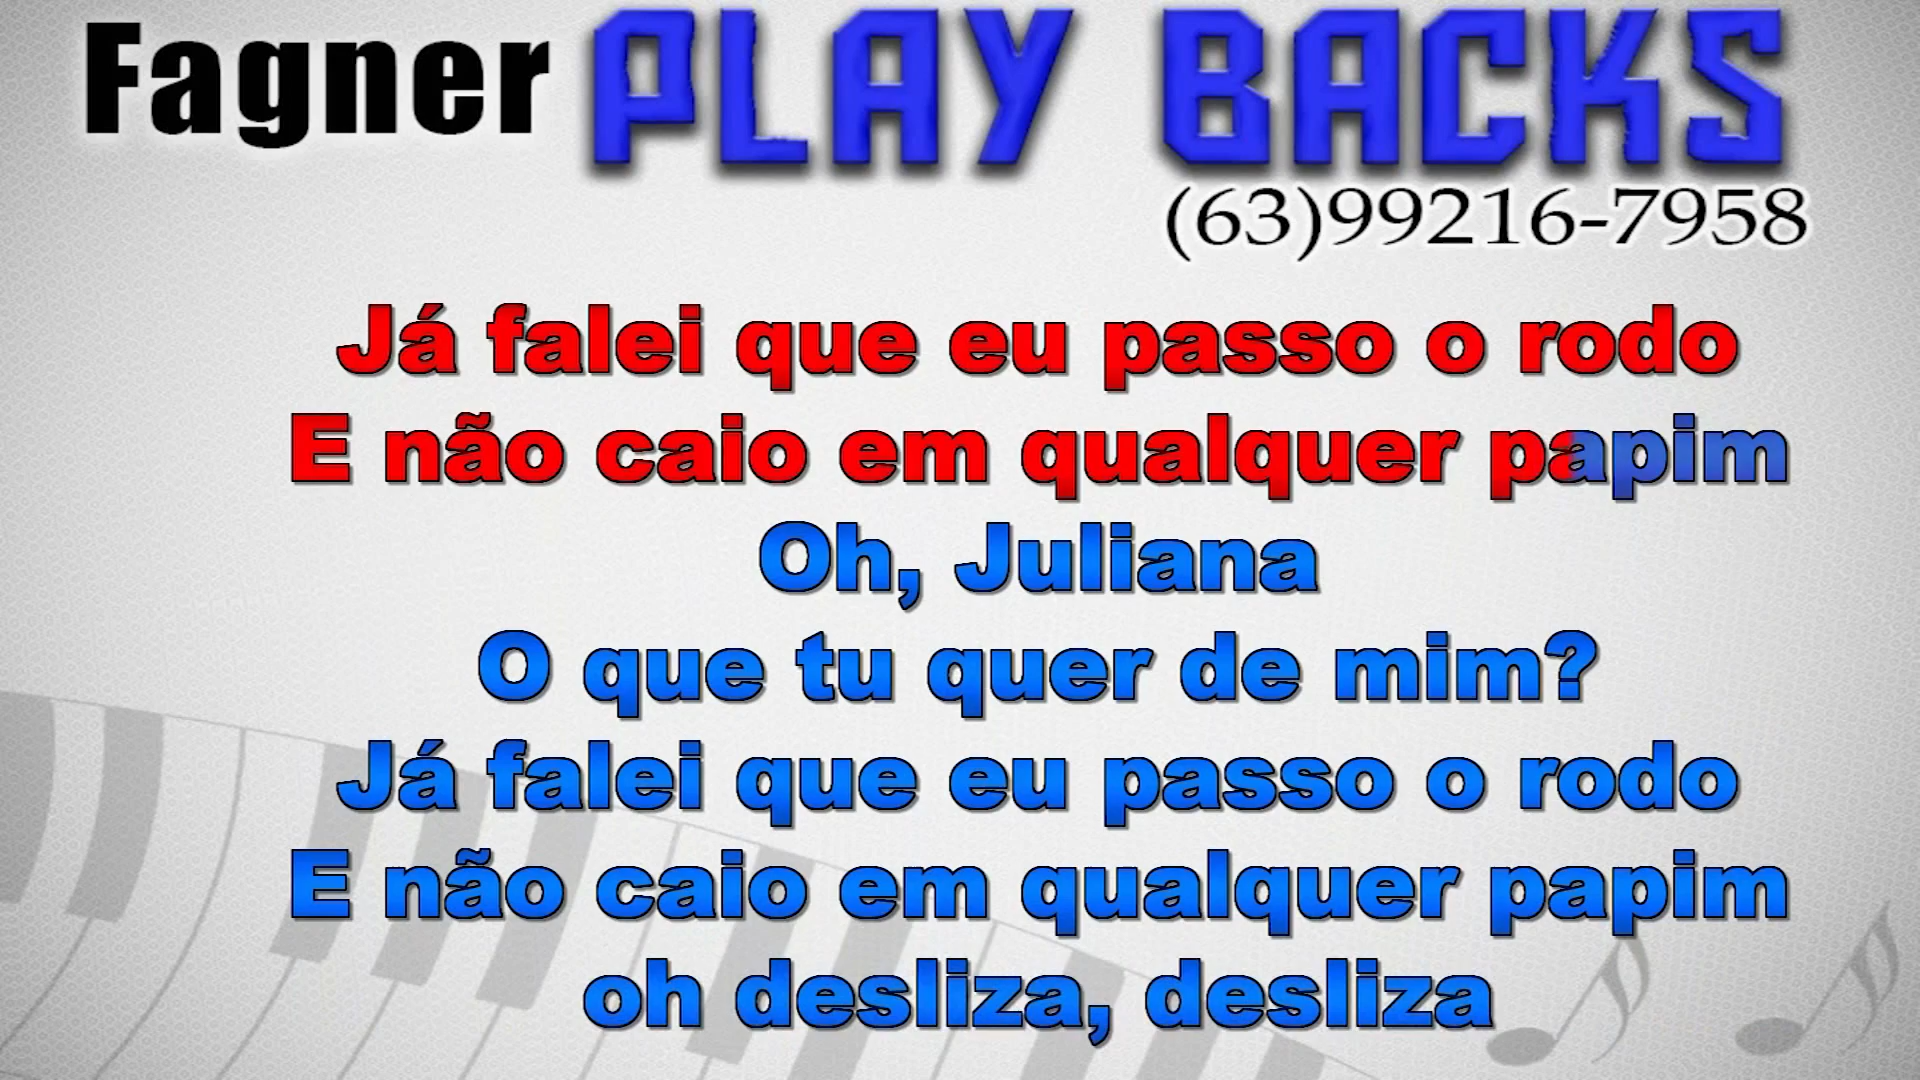 Fagner PLAY BACKS
(63)99216-7958
Já falei que eu passo o rodo
E não caio em qualquer papim
Oh, Juliana
O que tu quer de mim?
Já falei que eu passo o rodo
E não caio em qualquer papim
oh desliza, desliza